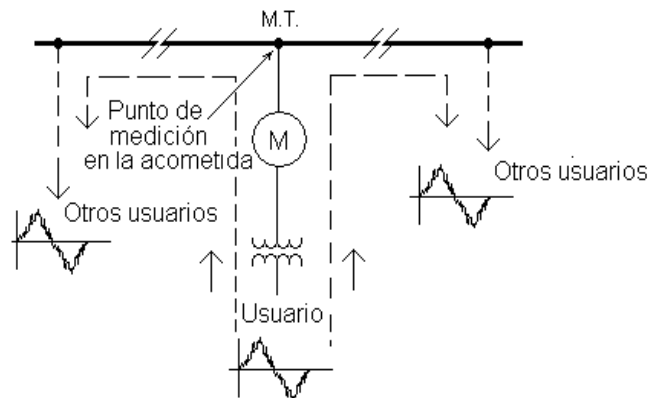 M.T.
Punto de
medición
en la acometida
M
Otros usuarios
Otros usuarios
Usuario